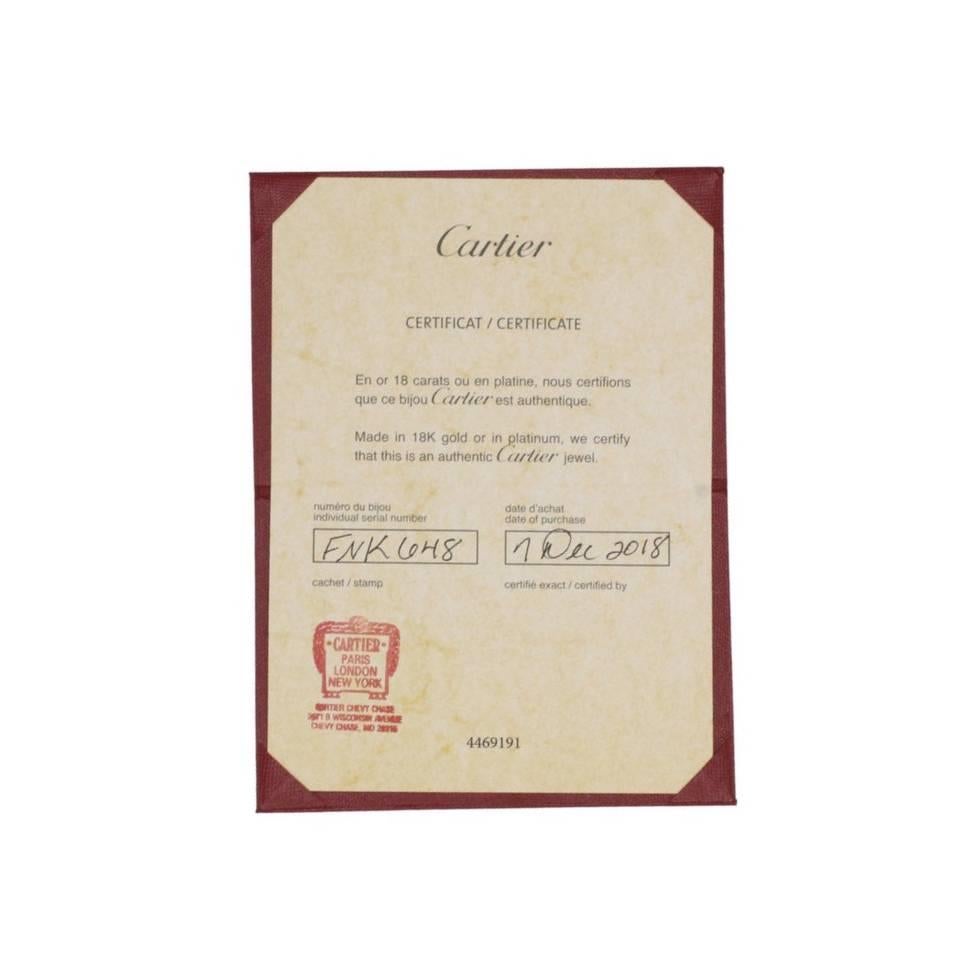 Cartier
CERTIFICAT / CERTIFICATE
En or 18 carats ou en platine, nous certifions
que ce bijou Cartier est authentique.
Made in 18K gold or in platinum, we certify
that this is an authentic Cartier jewel.
numéro du bijou
individual serial number
FNK648
date d'achat
date of purchase
7 Dec 2018
cachet / stamp
certifié exact / certified by
CARTIER
PARIS
LONDON
NEW YORK
CARTIER CHEVY CHASE
WISCONSIN AVENUE
CHEVY CHASE, MD
4469191